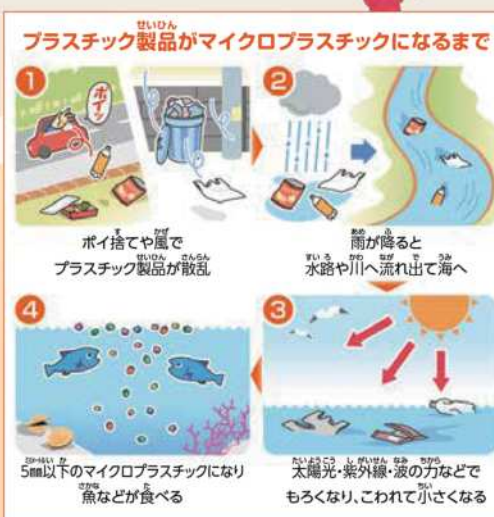 プラスチック製品がマイクロプラスチックになるまで
1
ポイッ
ポイ捨てや風で
プラスチック製品が散乱
2
雨が降ると
水路や川へ流れ出て海へ
3
太陽光・紫外線・波の力などで
もろくなり、こわれて小さくなる
4
5mm以下のマイクロプラスチックになり
魚などが食べる